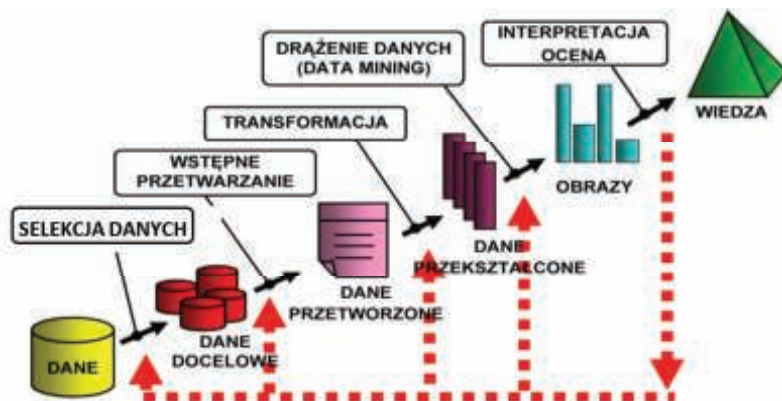 DRĄŻENIE DANYCH
(DATA MINING)
INTERPRETACJA
OCENA
WIEDZA
TRANSFORMACJA
OBRAZY
WSTĘPNE
PRZETWARZANIE
DANE
PRZEKSZTAŁCONE
SELEKCJA DANYCH
DANE
PRZETWORZONE
DANE
DOCELOWE
DANE